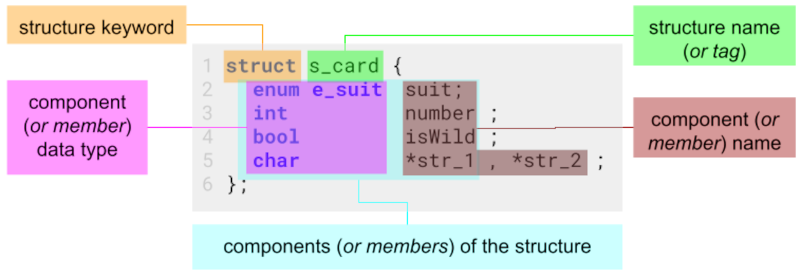 structure keyword
structure name
(or tag)
1 struct s_card {
2 enum e_suit suit;
3 int number ;
4 bool isWild ;
5 char *str_1 , *str_2 ;
6 };
component
(or member)
data type
component (or
member) name
components (or members) of the structure